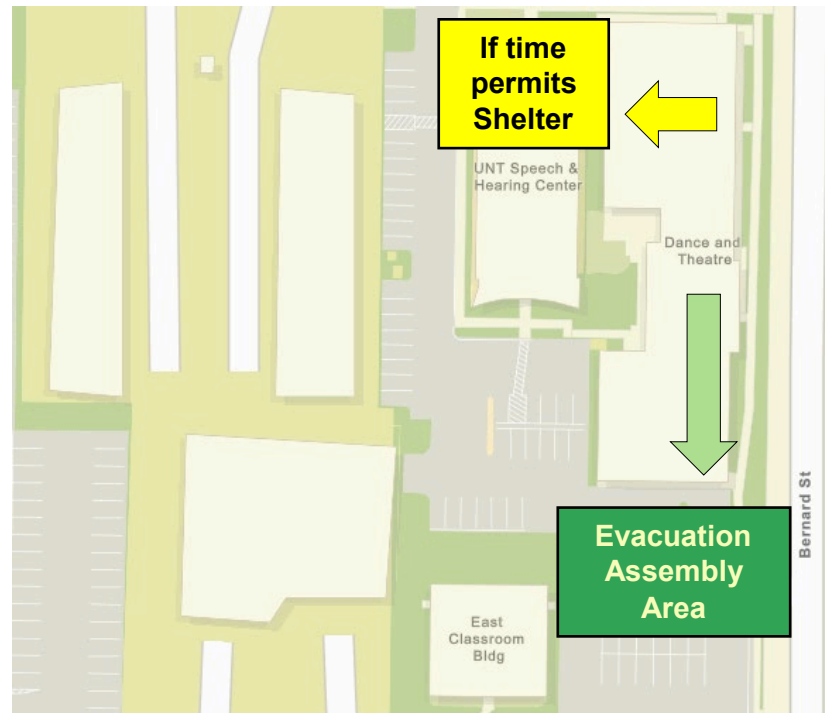 If time
permits
Shelter
UNT Speech &
Hearing Center
Dance and
Theatre
Bernard St
Evacuation
Assembly
Area
East
Classroom
Bldg